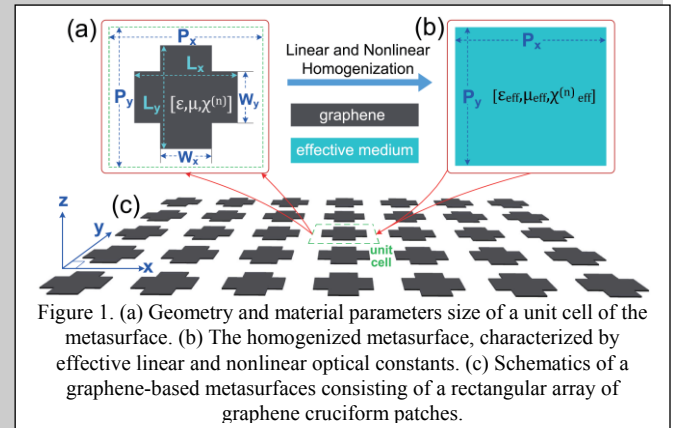 (a)
Px
Lx
Py
Ly
[ε,μ,χ(n)]
Wy
Wx
Linear and Nonlinear
Homogenization
graphene
effective medium
(b)
Px
Py
[εeff,μeff,χ(n) eff]
(c)
z
y
x
unit
cell
Figure 1. (a) Geometry and material parameters size of a unit cell of the
metasurface. (b) The homogenized metasurface, characterized by
effective linear and nonlinear optical constants. (c) Schematics of a
graphene-based metasurfaces consisting of a rectangular array of
graphene cruciform patches.